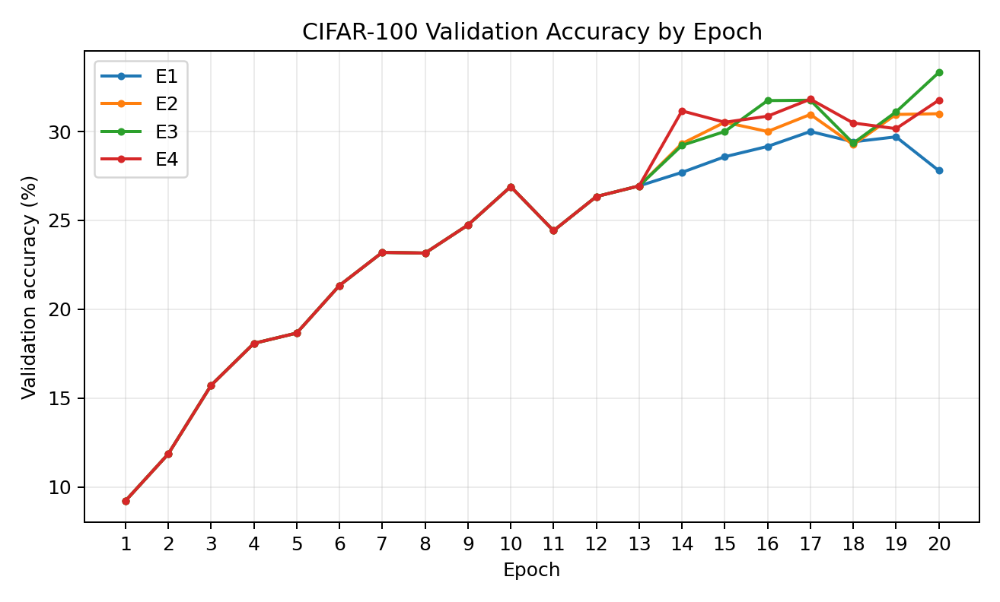 CIFAR-100 Validation Accuracy by Epoch
E1
E2
E3
E4
Validation accuracy (%)
30
25
20
15
10
1 2 3 4 5 6 7 8 9 10 11 12 13 14 15 16 17 18 19 20
Epoch